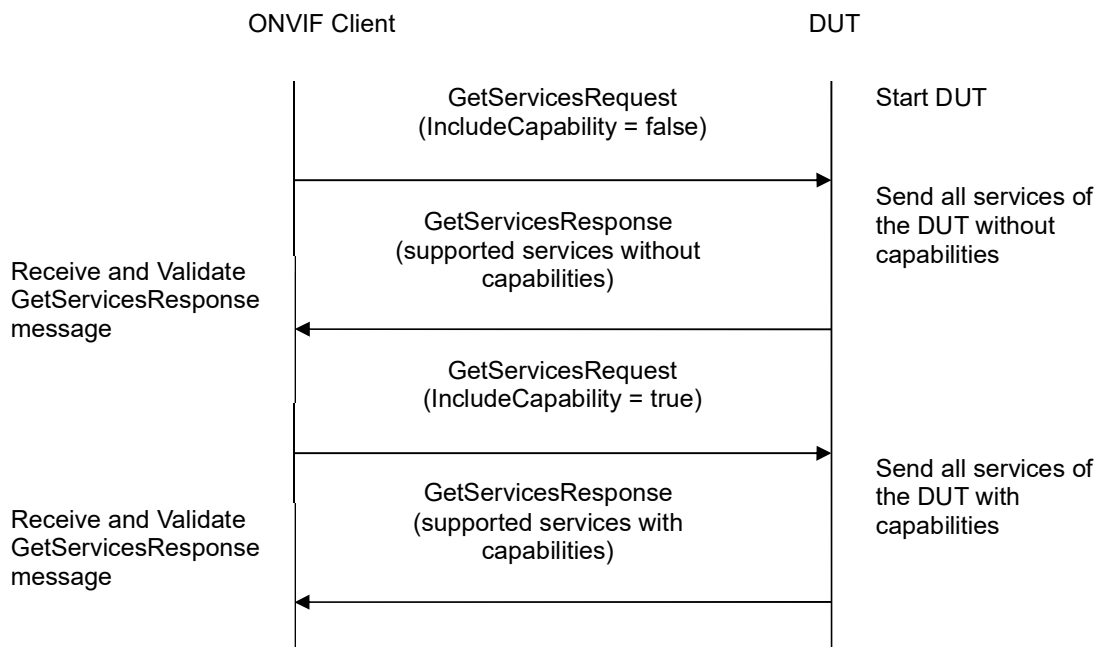 ONVIF Client
DUT
GetServicesRequest
(IncludeCapability = false)
Start DUT
Send all services of
the DUT without
capabilities
GetServicesResponse
(supported services without
capabilities)
Receive and Validate
GetServicesResponse
message
GetServicesRequest
(IncludeCapability = true)
Send all services of
the DUT with
capabilities
GetServicesResponse
(supported services with
capabilities)
Receive and Validate
GetServicesResponse
message